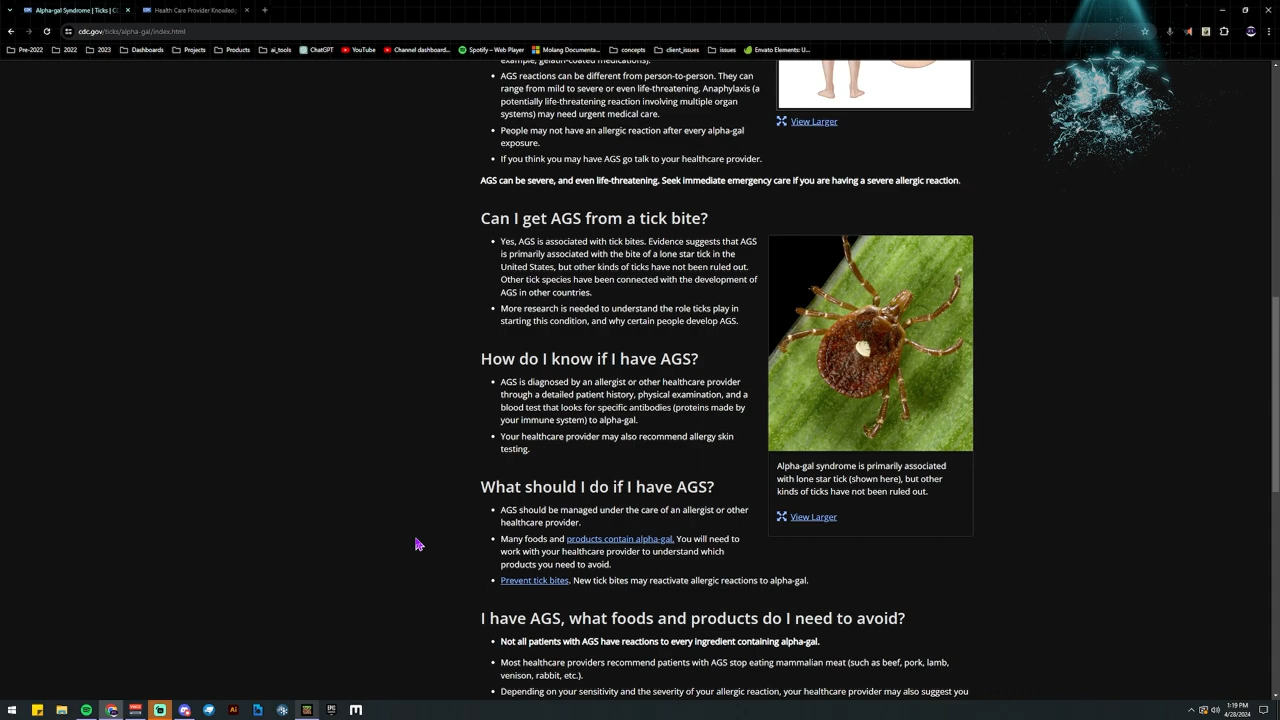 Alpha-gal Syndrome | Ticks | C
Health Care Provider Knowled
cdc.gov/ticks/alpha-gal/index.html
Pre-2022
2022
2023
Dashboards
Projects
Products
ai_tools
ChatGPT
YouTube
Channel dashboard...
Spotify – Web Player
Molang Documenta...
concepts
client_issues
issues
Envato Elements: U...
example, gelatin-coated medications).
AGS reactions can be different from person-to-person. They can
range from mild to severe or even life-threatening. Anaphylaxis (a
potentially life-threatening reaction involving multiple organ
systems) may need urgent medical care.
People may not have an allergic reaction after every alpha-gal
exposure.
If you think you may have AGS go talk to your healthcare provider.
View Larger
AGS can be severe, and even life-threatening. Seek immediate emergency care if you are having a severe allergic reaction.
Can I get AGS from a tick bite?
Yes, AGS is associated with tick bites. Evidence suggests that AGS
is primarily associated with the bite of a lone star tick in the
United States, but other kinds of ticks have not been ruled out.
Other tick species have been connected with the development of
AGS in other countries.
More research is needed to understand the role ticks play in
starting this condition, and why certain people develop AGS.
How do I know if I have AGS?
AGS is diagnosed by an allergist or other healthcare provider
through a detailed patient history, physical examination, and a
blood test that looks for specific antibodies (proteins made by
your immune system) to alpha-gal.
Your healthcare provider may also recommend allergy skin
testing.
Alpha-gal syndrome is primarily associated
with lone star tick (shown here), but other
kinds of ticks have not been ruled out.
View Larger
What should I do if I have AGS?
AGS should be managed under the care of an allergist or other
healthcare provider.
Many foods and products contain alpha-gal. You will need to
work with your healthcare provider to understand which
products you need to avoid.
Prevent tick bites. New tick bites may reactivate allergic reactions to alpha-gal.
I have AGS, what foods and products do I need to avoid?
Not all patients with AGS have reactions to every ingredient containing alpha-gal.
Most healthcare providers recommend patients with AGS stop eating mammalian meat (such as beef, pork, lamb,
venison, rabbit, etc.).
Depending on your sensitivity and the severity of your allergic reaction, your healthcare provider may also suggest you
1:19 PM
4/28/2024